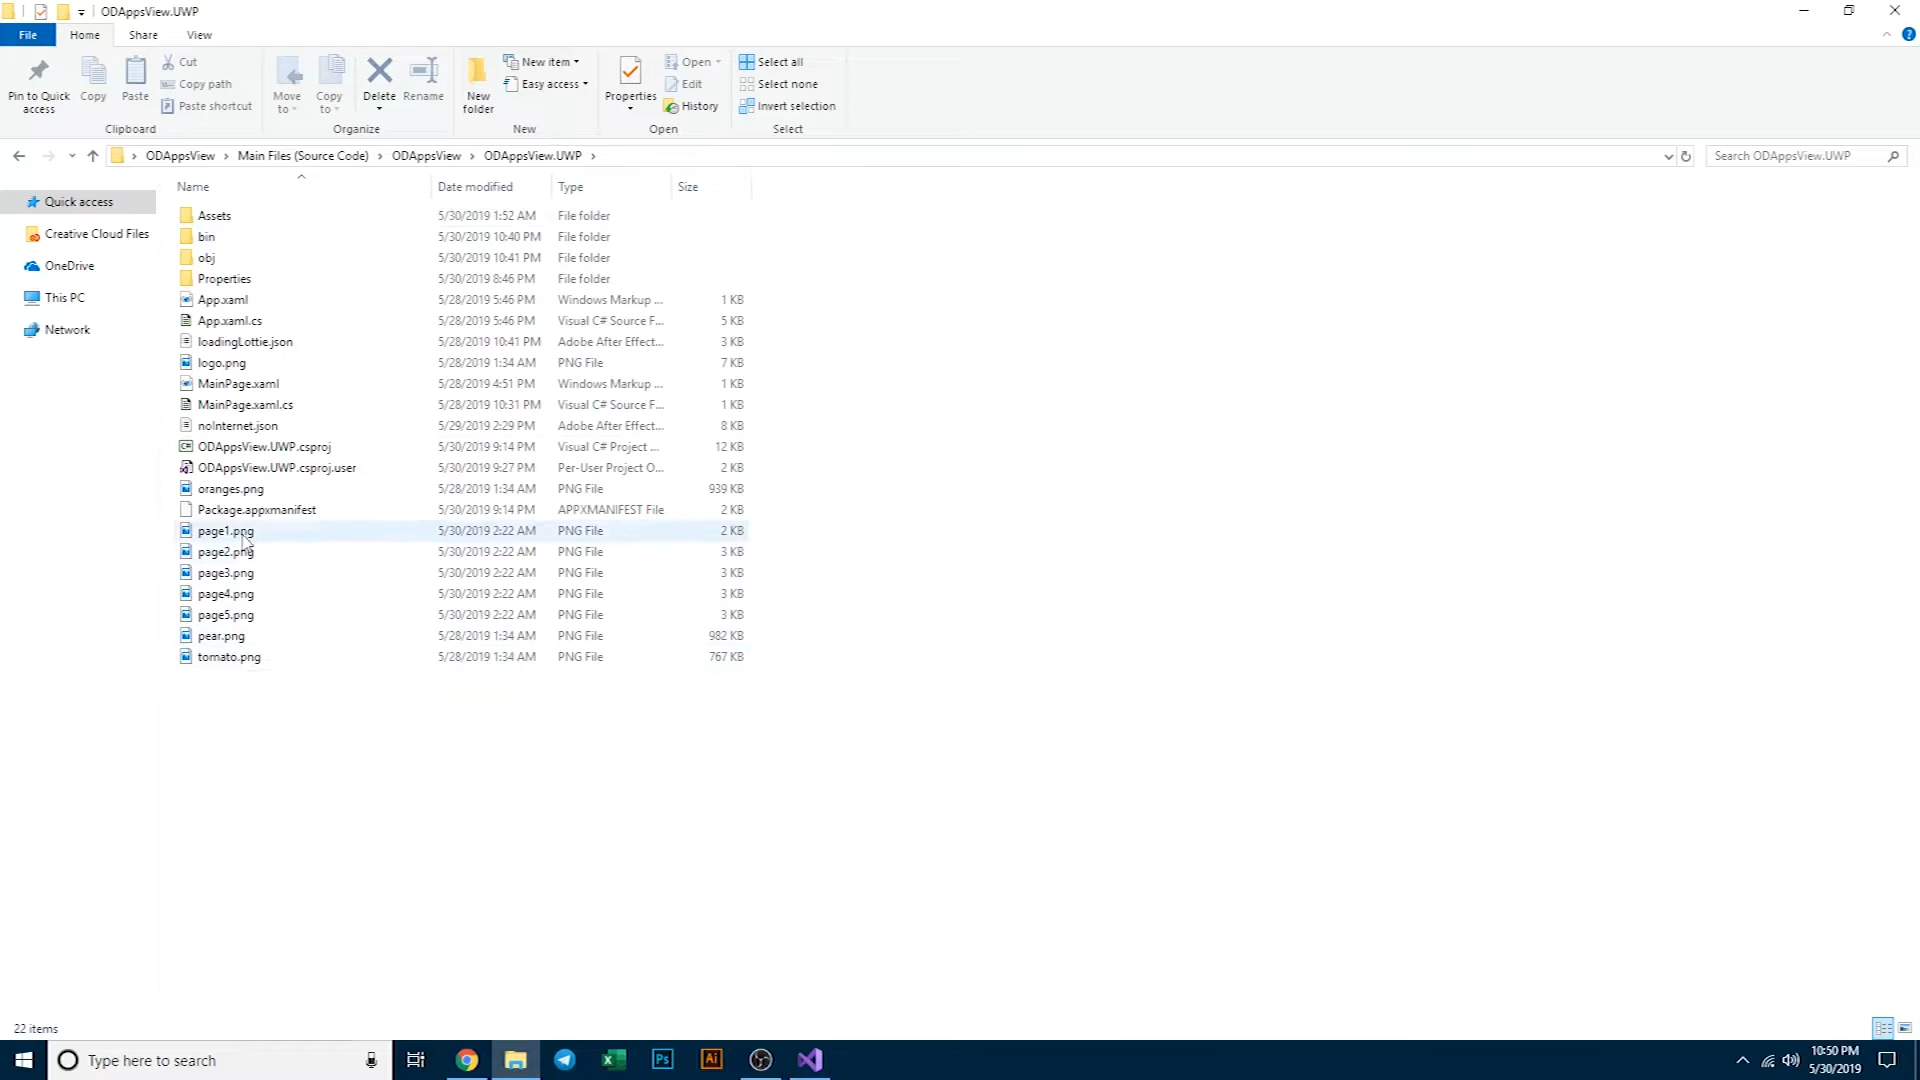 ODAppsView.UWP
File Home Share View
Pin to Quick access
Copy
Paste
Cut
Copy path
Paste shortcut
Clipboard
Move to
Copy to
Delete
Rename
Organize
New folder
New item
Easy access
New
Properties
Open
Edit
History
Open
Select all
Select none
Invert selection
Select
ODAppsView › Main Files (Source Code) › ODAppsView › ODAppsView.UWP ›
Search ODAppsView.UWP
Quick access
Creative Cloud Files
OneDrive
This PC
Network
Name Date modified Type Size
Assets 5/30/2019 1:52 AM File folder
bin 5/30/2019 10:40 PM File folder
obj 5/30/2019 10:41 PM File folder
Properties 5/30/2019 8:46 PM File folder
App.xaml 5/28/2019 5:46 PM Windows Markup ... 1 KB
App.xaml.cs 5/28/2019 5:46 PM Visual C# Source F... 5 KB
loadingLottie.json 5/28/2019 10:41 PM Adobe After Effect... 3 KB
logo.png 5/28/2019 1:34 AM PNG File 7 KB
MainPage.xaml 5/28/2019 4:51 PM Windows Markup ... 1 KB
MainPage.xaml.cs 5/28/2019 10:31 PM Visual C# Source F... 1 KB
noInternet.json 5/29/2019 2:29 PM Adobe After Effect... 8 KB
ODAppsView.UWP.csproj 5/30/2019 9:14 PM Visual C# Project ... 12 KB
ODAppsView.UWP.csproj.user 5/30/2019 9:27 PM Per-User Project O... 2 KB
oranges.png 5/28/2019 1:34 AM PNG File 939 KB
Package.appxmanifest 5/30/2019 9:14 PM APPXMANIFEST File 2 KB
page1.png 5/30/2019 2:22 AM PNG File 2 KB
page2.png 5/30/2019 2:22 AM PNG File 3 KB
page3.png 5/30/2019 2:22 AM PNG File 3 KB
page4.png 5/30/2019 2:22 AM PNG File 3 KB
page5.png 5/30/2019 2:22 AM PNG File 3 KB
pear.png 5/28/2019 1:34 AM PNG File 982 KB
tomato.png 5/28/2019 1:34 AM PNG File 767 KB
22 items
Type here to search
Ps
Ai
10:50 PM
5/30/2019